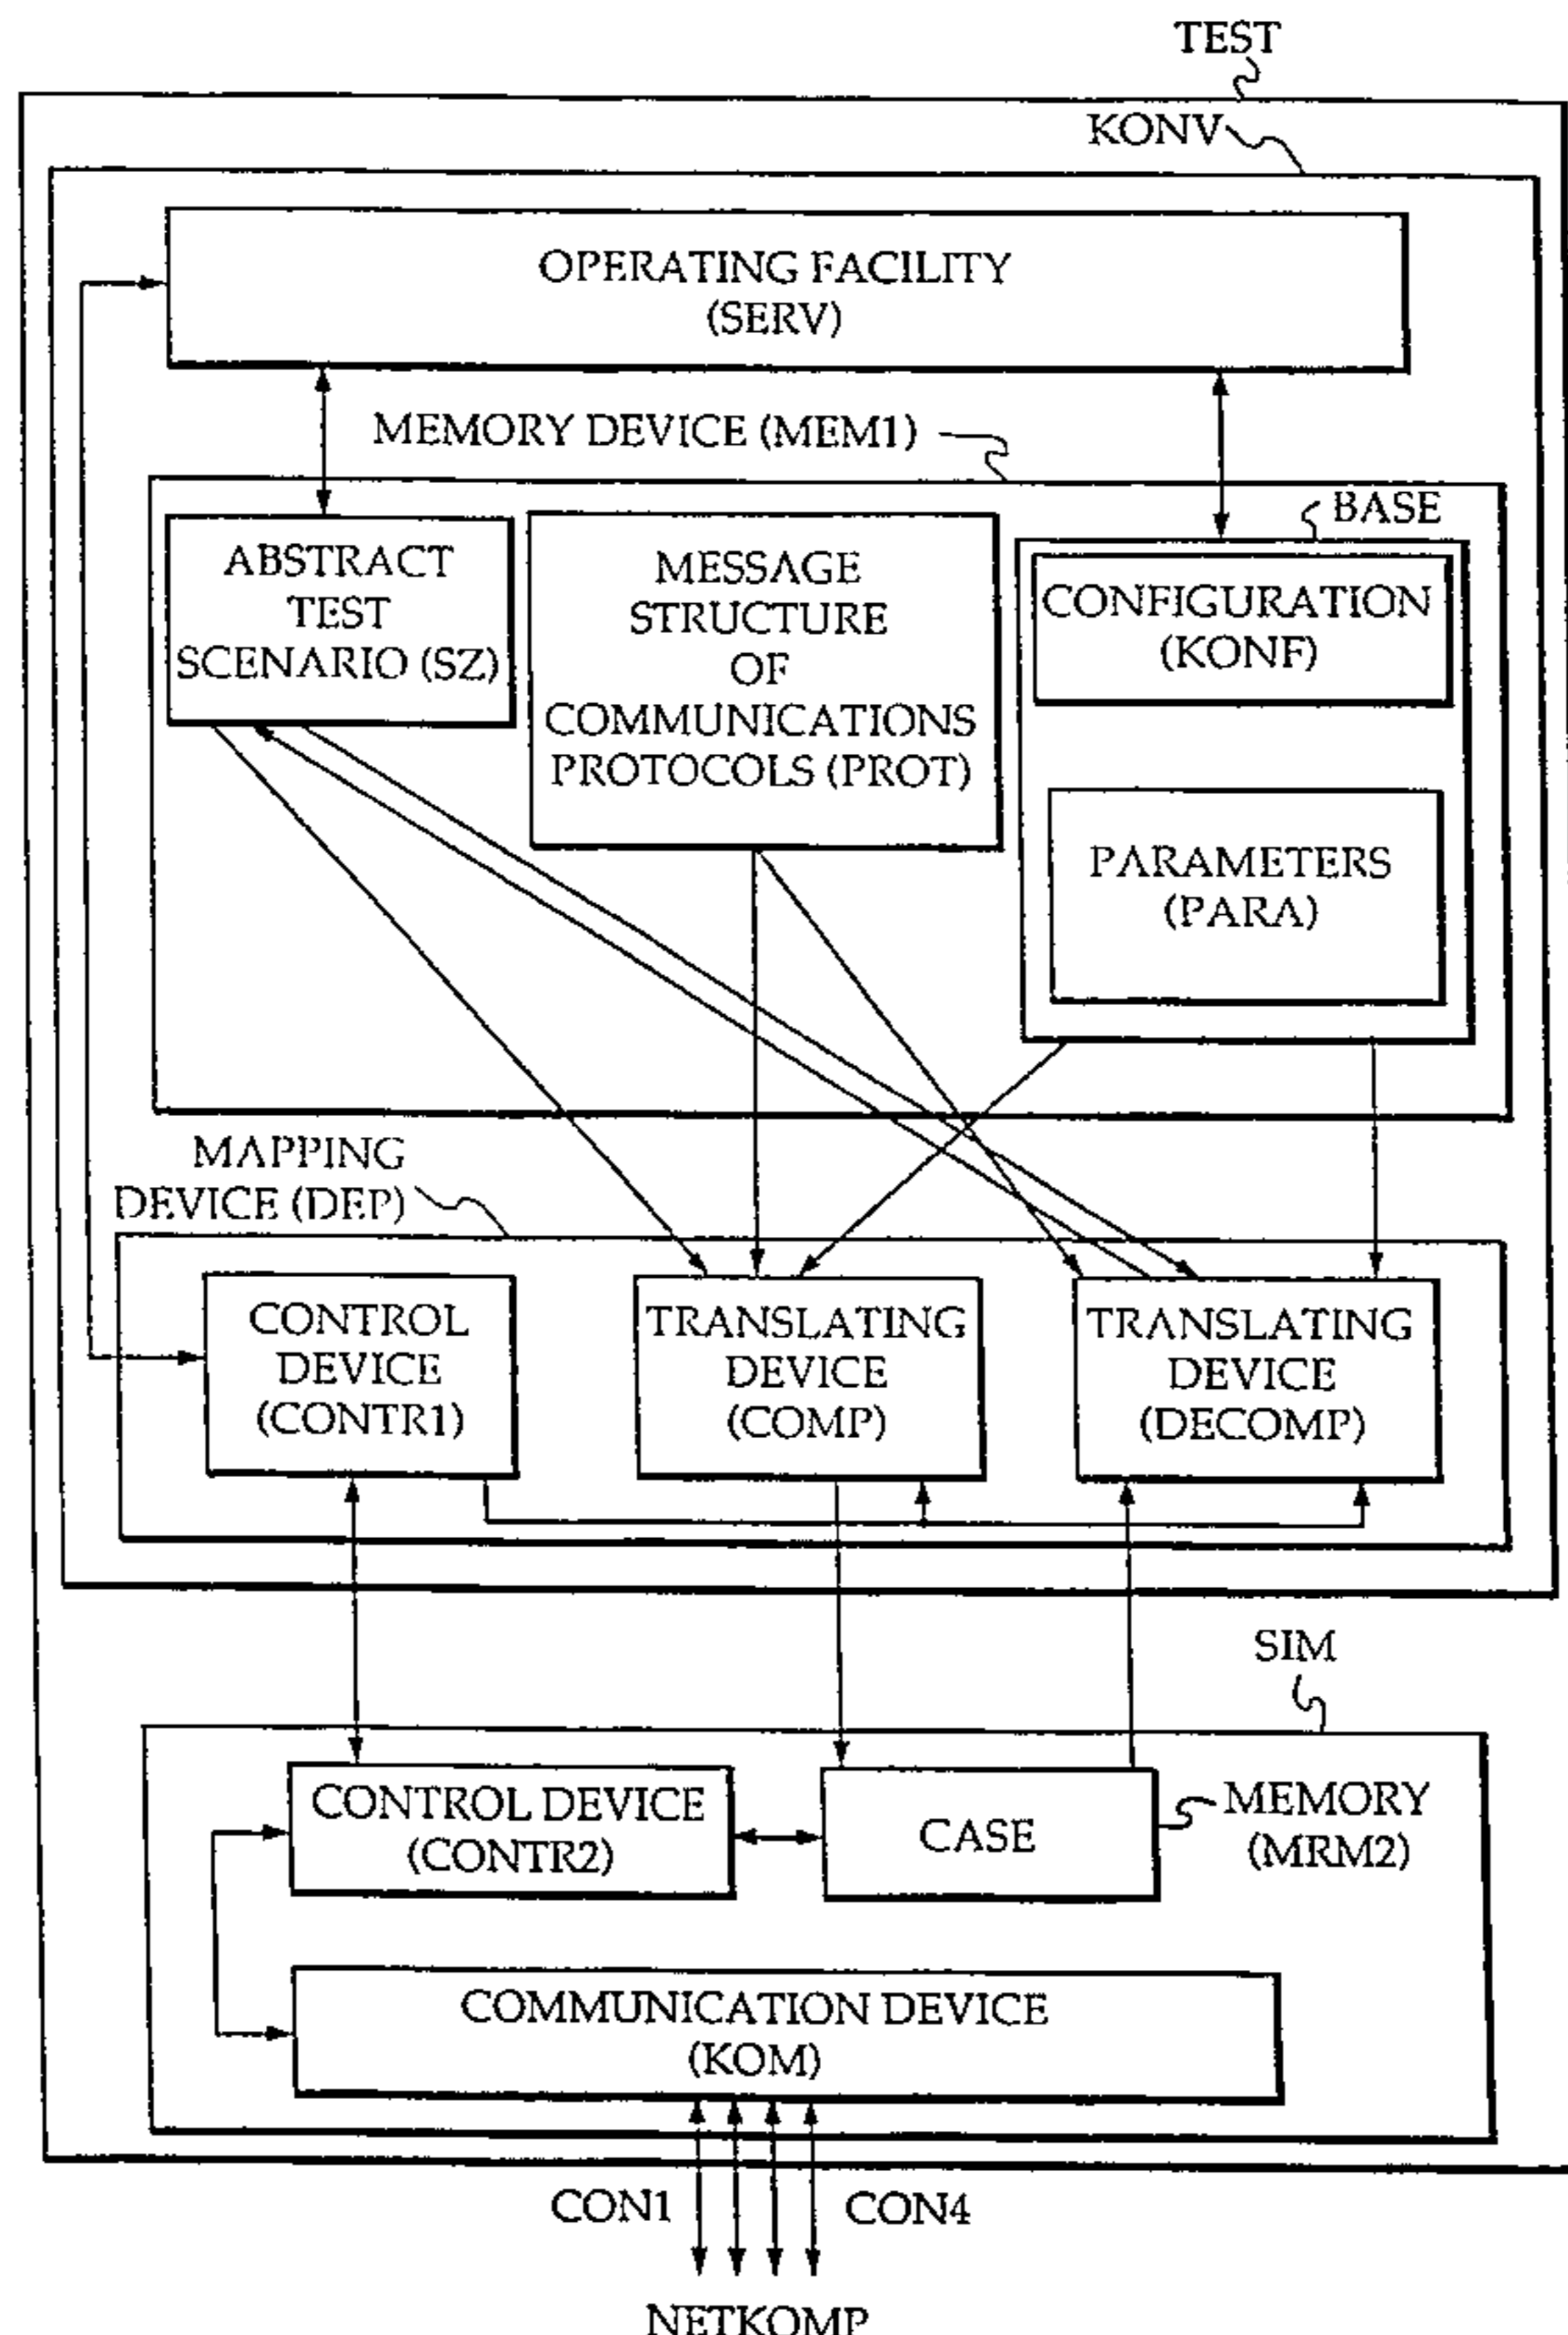 TEST
KONV
OPERATING FACILITY
(SERV)
MEMORY DEVICE (MEM1)
BASE
ABSTRACT
TEST
SCENARIO (SZ)
MESSAGE
STRUCTURE
OF
COMMUNICATIONS
PROTOCOLS (PROT)
CONFIGURATION
(KONF)
PARAMETERS
(PARA)
MAPPING
DEVICE (DEP)
CONTROL
DEVICE
(CONTR1)
TRANSLATING
DEVICE
(COMP)
TRANSLATING
DEVICE
(DECOMP)
SIM
CONTROL DEVICE
(CONTR2)
CASE
MEMORY
(MRM2)
COMMUNICATION DEVICE
(KOM)
CON1
CON4
NETKOMP